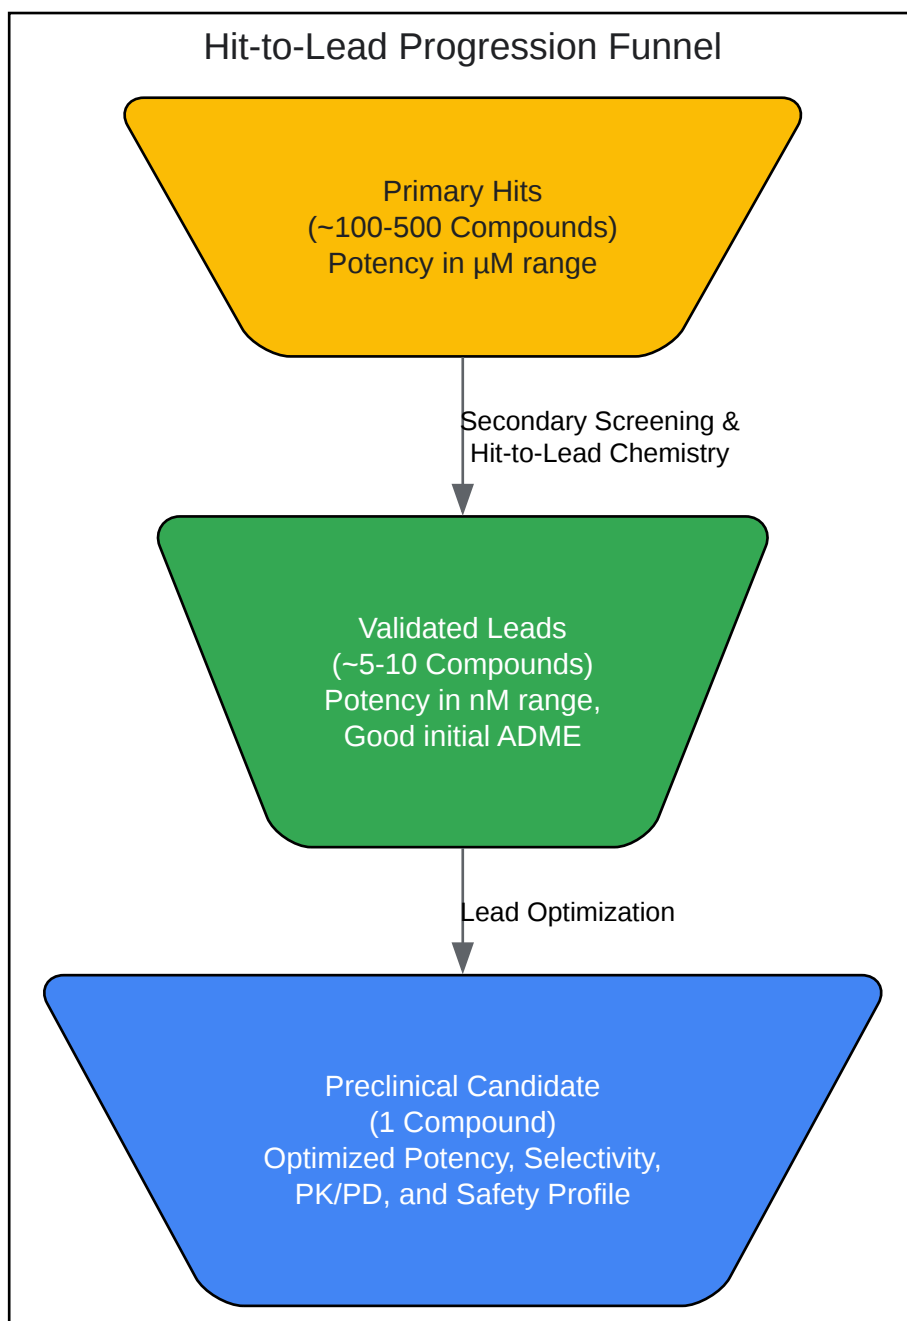 Hit-to-Lead Progression Funnel
Primary Hits
(~100-500 Compounds)
Potency in µM range
Secondary Screening &
Hit-to-Lead Chemistry
Validated Leads
(~5-10 Compounds)
Potency in nM range,
Good initial ADME
Lead Optimization
Preclinical Candidate
(1 Compound)
Optimized Potency, Selectivity,
PK/PD, and Safety Profile